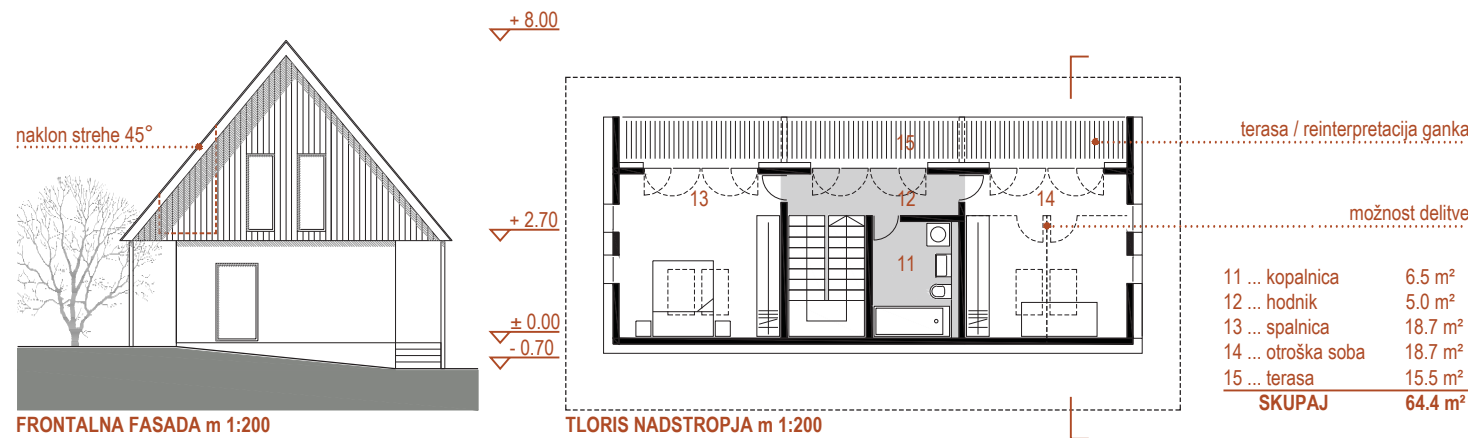 + 8.00
naklon strehe 45°
+ 2.70
± 0.00
- 0.70
FRONTALNA FASADA m 1:200
15
13
12
14
11
terasa / reinterpretacija ganka
možnost delitve
TLORIS NADSTROPJA m 1:200
11 ... kopalnica 6.5 m²
12 ... hodnik 5.0 m²
13 ... spalnica 18.7 m²
14 ... otroška soba 18.7 m²
15 ... terasa 15.5 m²
SKUPAJ 64.4 m²